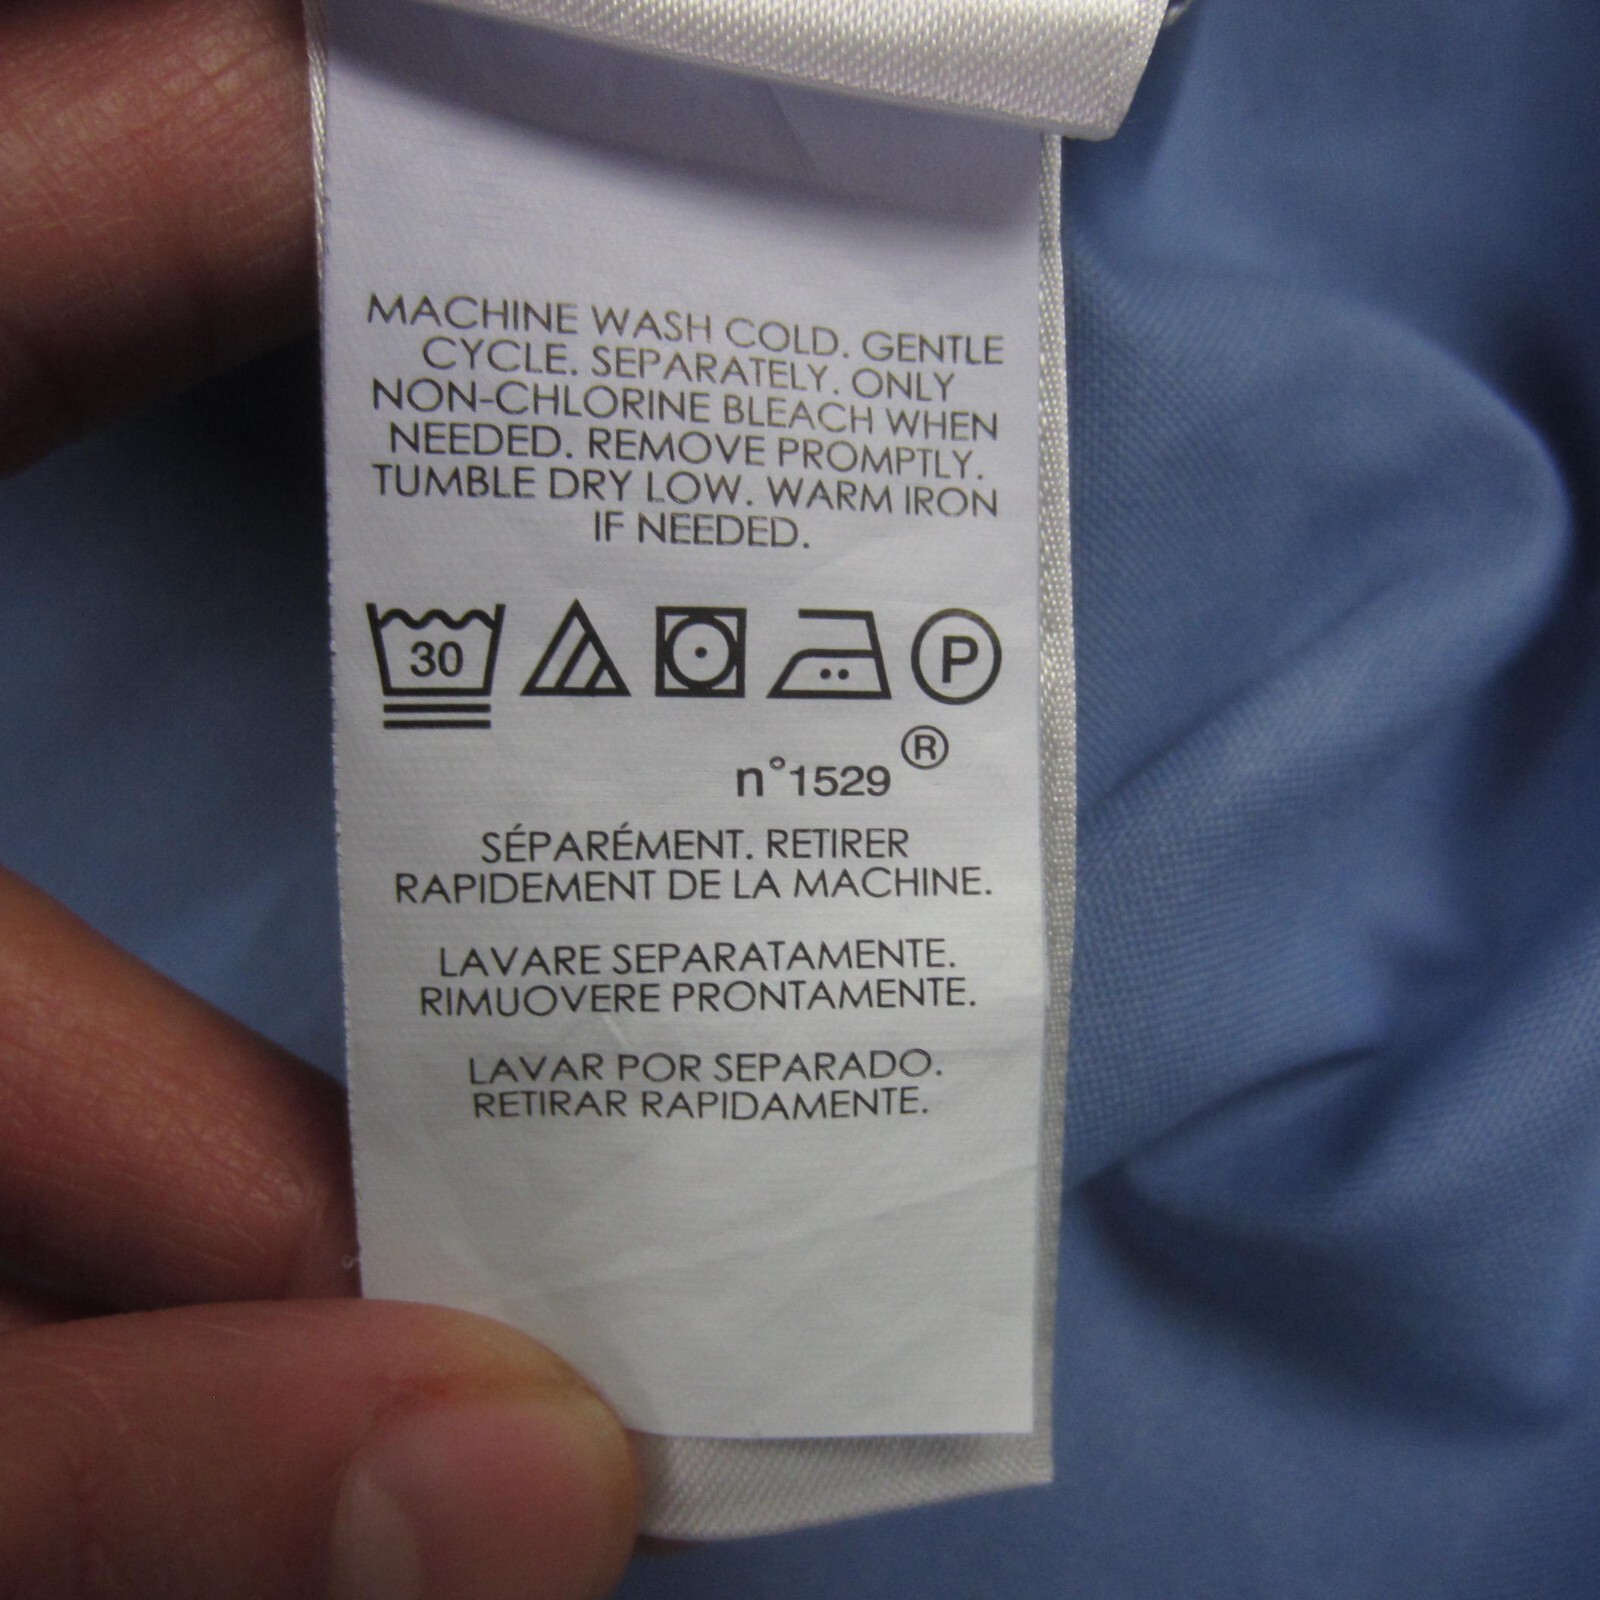 MACHINE WASH COLD. GENTLE
CYCLE. SEPARATELY. ONLY
NON-CHLORINE BLEACH WHEN
NEEDED. REMOVE PROMPTLY.
TUMBLE DRY LOW. WARM IRON
IF NEEDED.
30 P
n°1529 ®
SÉPARÉMENT. RETIRER
RAPIDEMENT DE LA MACHINE.
LAVARE SEPARATAMENTE.
RIMUOVERE PRONTAMENTE.
LAVAR POR SEPARADO.
RETIRAR RAPIDAMENTE.